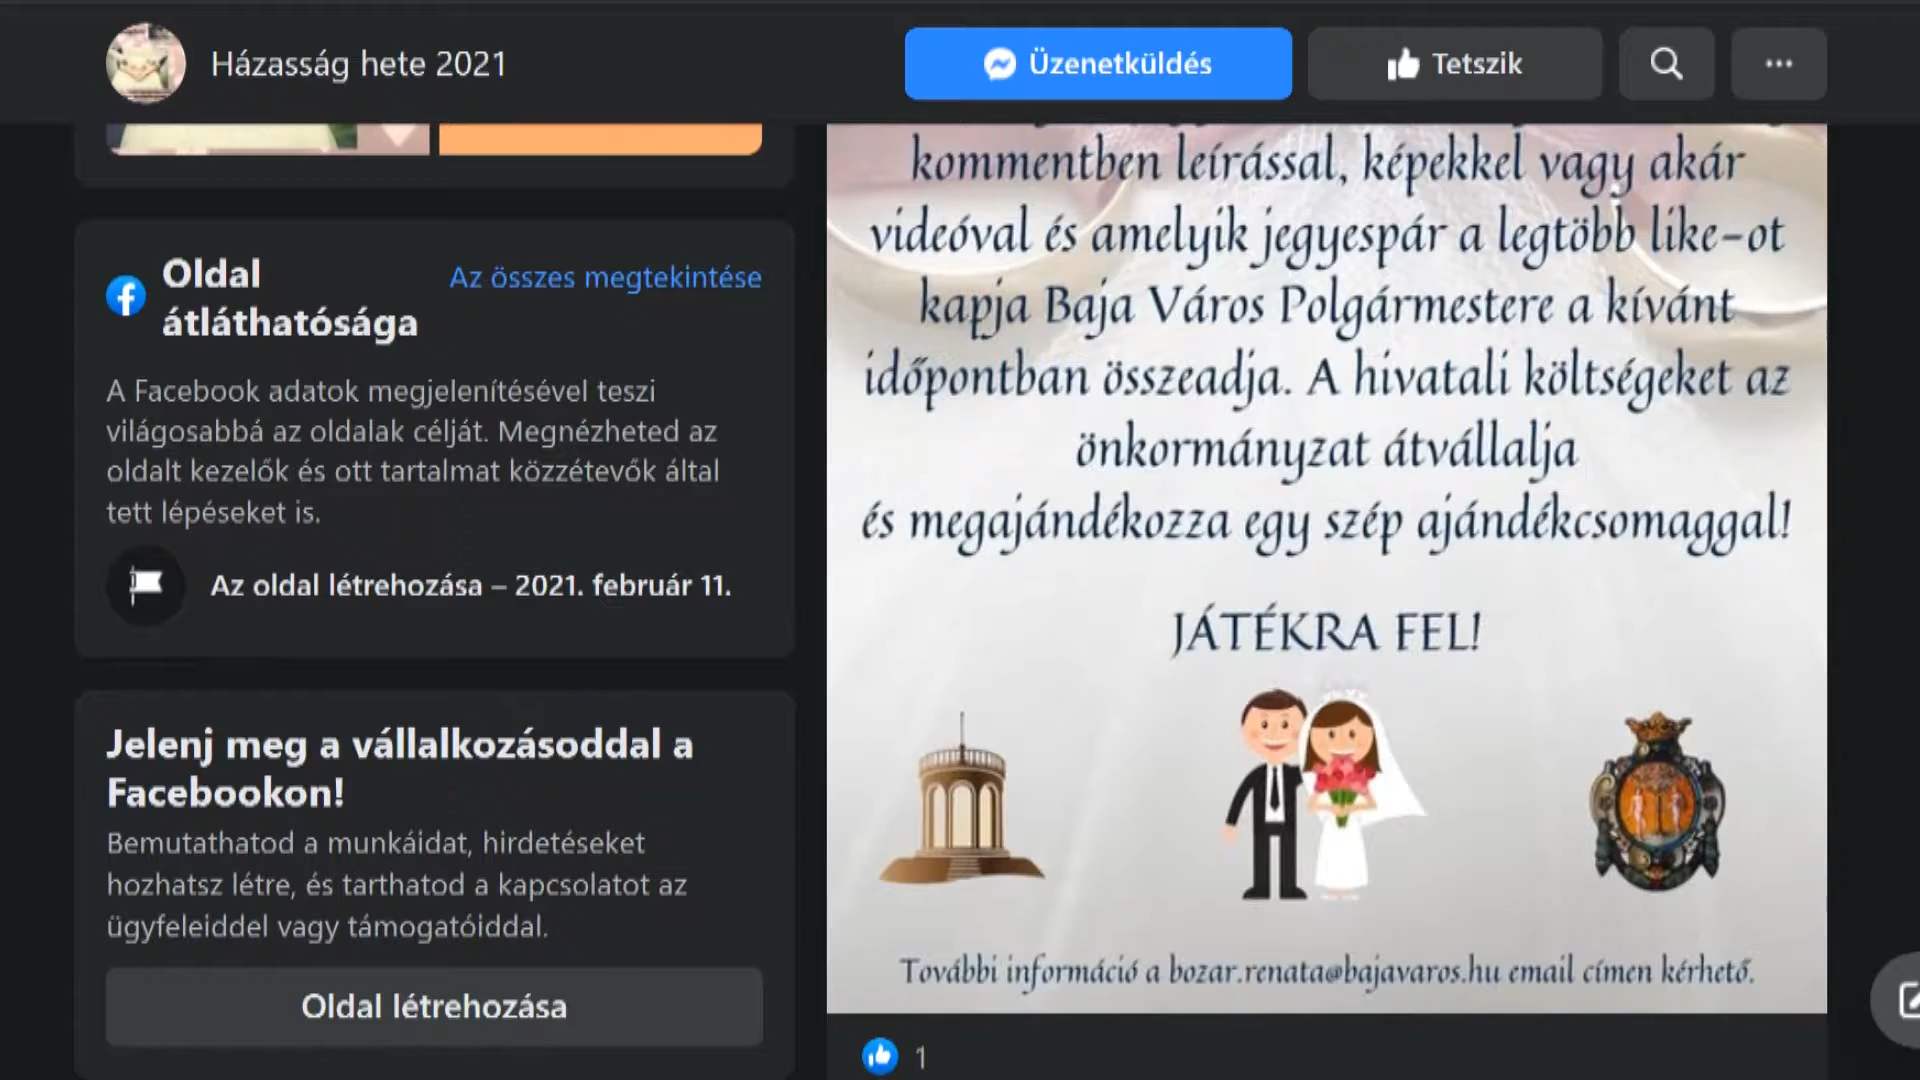 Házasság hete 2021
Üzenetküldés
Tetszik
Oldal
átláthatósága
Az összes megtekintése
A Facebook adatok megjelenítésével teszi
világosabbá az oldalak célját. Megnézheted az
oldalt kezelők és ott tartalmat közzétevők által
tett lépéseket is.
Az oldal létrehozása – 2021. február 11.
Jelenj meg a vállalkozásoddal a
Facebookon!
Bemutathatod a munkáidat, hirdetéseket
hozhatsz létre, és tarthatod a kapcsolatot az
ügyfeleiddel vagy támogatóiddal.
Oldal létrehozása
kommentben leírással, képekkel vagy akár
videóval és amelyik jegyespár a legtöbb like-ot
kapja Baja Város Polgármestere a kívánt
időpontban összeadja. A hivatali költségeket az
önkormányzat átvállalja
és megajándékozza egy szép ajándékcsomaggal!
JÁTÉKRA FEL!
További információ a bozar.renata@bajavaros.hu email címen kérhető.
1